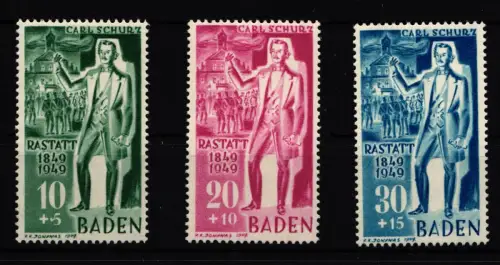 CARL SCHURZ
RASTATT
1849
1949
10
+5
BADEN
CARL SCHURZ
RASTATT
1849
1949
20
+10
BADEN
CARL SCHURZ
RASTATT
1849
1949
30
+15
BADEN